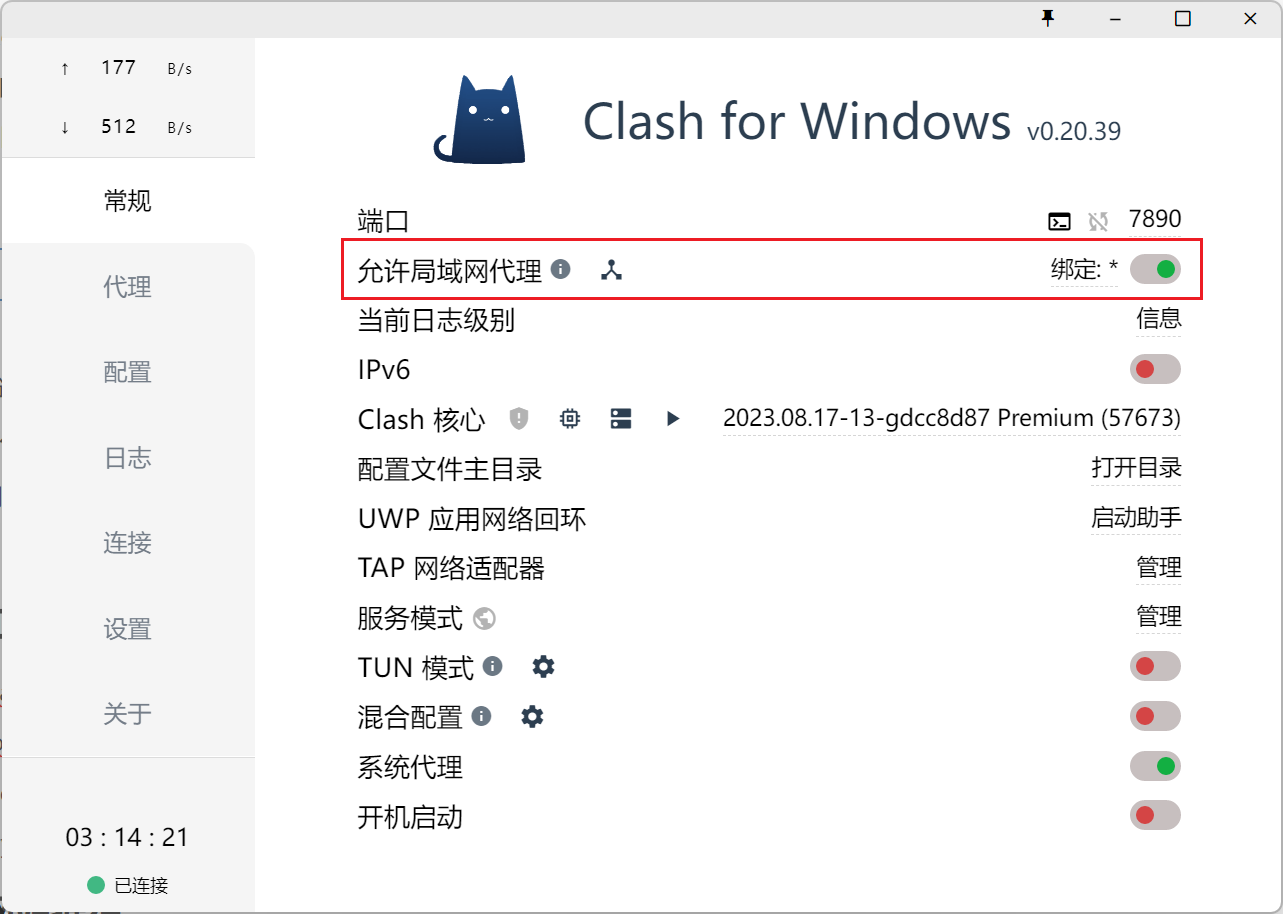 ↑ 177 B/s
↓ 512 B/s
常规
代理
配置
日志
连接
设置
关于
03 : 14 : 21
已连接
Clash for Windows v0.20.39
端口 7890
允许局域网代理 绑定: *
当前日志级别 信息
IPv6
Clash 核心 2023.08.17-13-gdcc8d87 Premium (57673)
配置文件主目录 打开目录
UWP 应用网络回环 启动助手
TAP 网络适配器 管理
服务模式 管理
TUN 模式
混合配置
系统代理
开机启动